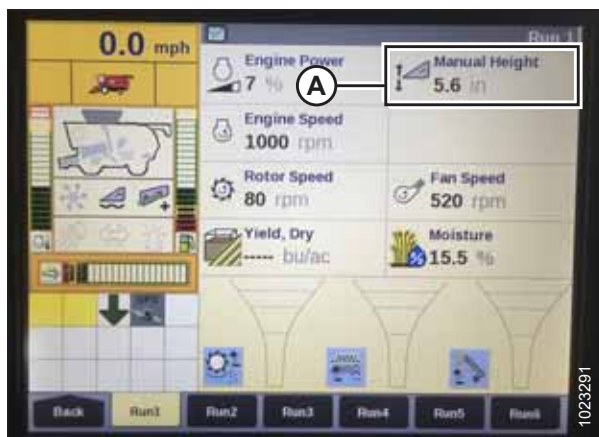 0.0 mph
Run 1
Engine Power
7 %
A
Manual Height
5.6 in
Engine Speed
1000 rpm
Rotor Speed
80 rpm
Fan Speed
520 rpm
Yield, Dry
----- bu/ac
Moisture
15.5 %
Back
Run1
Run2
Run3
Run4
Run5
Run6
1023291